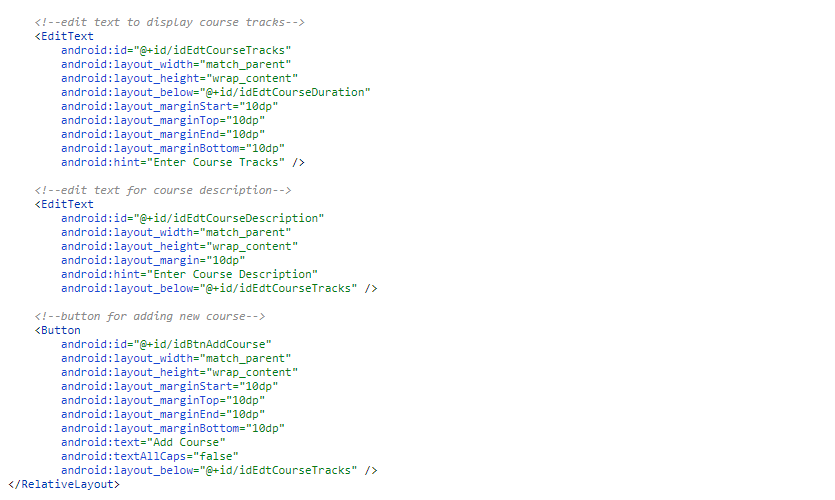 <!--edit text to display course tracks-->
<EditText
android:id="@+id/idEdtCourseTracks"
android:layout_width="match_parent"
android:layout_height="wrap_content"
android:layout_below="@+id/idEdtCourseDuration"
android:layout_marginStart="10dp"
android:layout_marginTop="10dp"
android:layout_marginEnd="10dp"
android:layout_marginBottom="10dp"
android:hint="Enter Course Tracks" />
<!--edit text for course description-->
<EditText
android:id="@+id/idEdtCourseDescription"
android:layout_width="match_parent"
android:layout_height="wrap_content"
android:layout_margin="10dp"
android:hint="Enter Course Description"
android:layout_below="@+id/idEdtCourseTracks" />
<!--button for adding new course-->
<Button
android:id="@+id/idBtnAddCourse"
android:layout_width="match_parent"
android:layout_height="wrap_content"
android:layout_marginStart="10dp"
android:layout_marginTop="10dp"
android:layout_marginEnd="10dp"
android:layout_marginBottom="10dp"
android:text="Add Course"
android:textAllCaps="false"
android:layout_below="@+id/idEdtCourseTracks" />
</RelativeLayout>